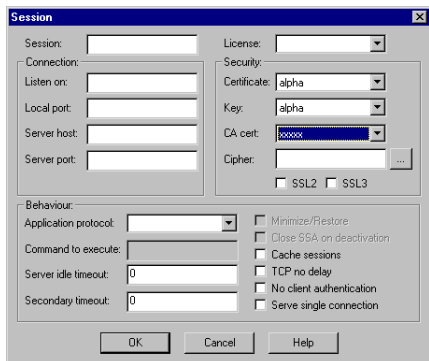 Session
Session:
License:
Connection:
Security:
Listen on:
Certificate: alpha
Local port:
Key: alpha
Server host:
CA cert: xxxxx
Server port:
Cipher:
...
SSL2 SSL3
Behaviour:
Application protocol:
Minimize/Restore
Close SSA on deactivation
Command to execute:
Cache sessions
Server idle timeout: 0
TCP no delay
No client authentication
Secondary timeout: 0
Serve single connection
OK Cancel Help